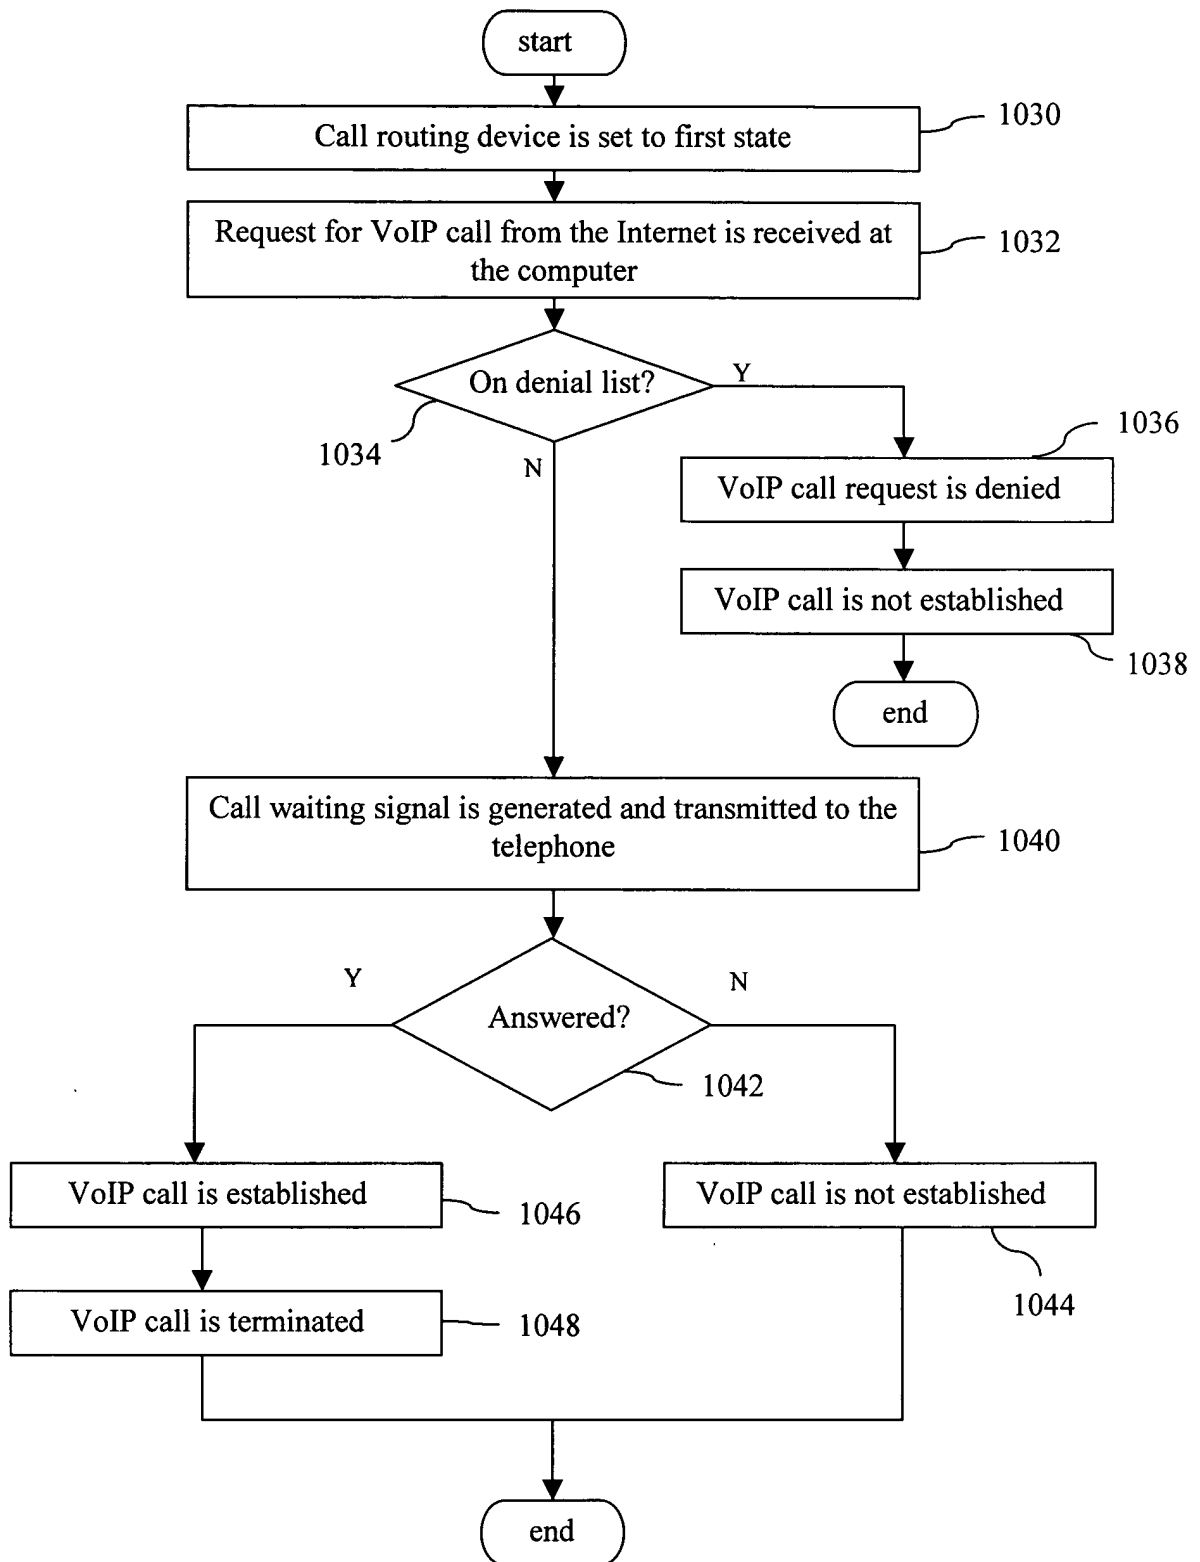 start
Call routing device is set to first state
1030
Request for VoIP call from the Internet is received at
the computer
1032
On denial list?
Y
1034
N
1036
VoIP call request is denied
VoIP call is not established
1038
end
Call waiting signal is generated and transmitted to the
telephone
1040
Y
N
Answered?
1042
VoIP call is established
1046
VoIP call is not established
1044
VoIP call is terminated
1048
end